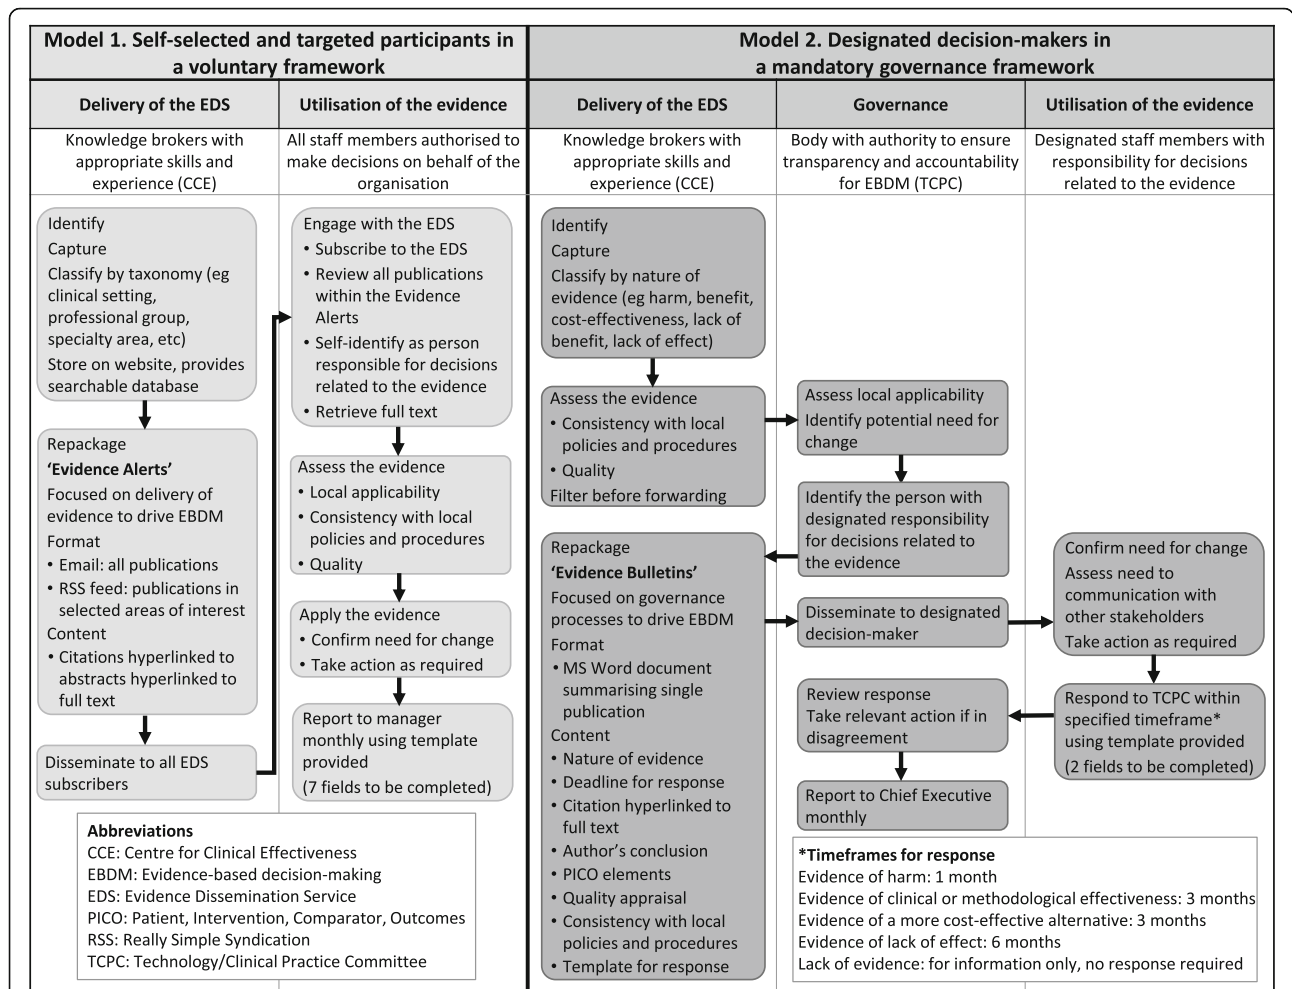 Model 1. Self-selected and targeted participants in
a voluntary framework
Model 2. Designated decision-makers in
a mandatory governance framework
Delivery of the EDS
Utilisation of the evidence
Delivery of the EDS
Governance
Utilisation of the evidence
Knowledge brokers with
appropriate skills and
experience (CCE)
All staff members authorised to
make decisions on behalf of the
organisation
Knowledge brokers with
appropriate skills and
experience (CCE)
Body with authority to ensure
transparency and accountability
for EBDM (TCPC)
Designated staff members with
responsibility for decisions
related to the evidence
Identify
Capture
Classify by taxonomy (eg
clinical setting,
professional group,
specialty area, etc)
Store on website, provides
searchable database
Repackage
‘Evidence Alerts’
Focused on delivery of
evidence to drive EBDM
Format
• Email: all publications
• RSS feed: publications in
selected areas of interest
Content
• Citations hyperlinked to
abstracts hyperlinked to
full text
Disseminate to all EDS
subscribers
Engage with the EDS
• Subscribe to the EDS
• Review all publications
within the Evidence
Alerts
• Self-identify as person
responsible for decisions
related to the evidence
• Retrieve full text
Assess the evidence
• Local applicability
• Consistency with local
policies and procedures
• Quality
Apply the evidence
• Confirm need for change
• Take action as required
Report to manager
monthly using template
provided
(7 fields to be completed)
Identify
Capture
Classify by nature of
evidence (eg harm, benefit,
cost-effectiveness, lack of
benefit, lack of effect)
Assess the evidence
• Consistency with local
policies and procedures
• Quality
Filter before forwarding
Assess local applicability
Identify potential need for
change
Identify the person with
designated responsibility
for decisions related to
the evidence
Repackage
‘Evidence Bulletins’
Focused on governance
processes to drive EBDM
Format
• MS Word document
summarising single
publication
Content
• Nature of evidence
• Deadline for response
• Citation hyperlinked to
full text
• Author’s conclusion
• PICO elements
• Quality appraisal
• Consistency with local
policies and procedures
• Template for response
Disseminate to designated
decision-maker
Confirm need for change
Assess need to
communication with
other stakeholders
Take action as required
Respond to TCPC within
specified timeframe*
using template provided
(2 fields to be completed)
Review response
Take relevant action if in
disagreement
Report to Chief Executive
monthly
Abbreviations
CCE: Centre for Clinical Effectiveness
EBDM: Evidence-based decision-making
EDS: Evidence Dissemination Service
PICO: Patient, Intervention, Comparator, Outcomes
RSS: Really Simple Syndication
TCPC: Technology/Clinical Practice Committee
*Timeframes for response
Evidence of harm: 1 month
Evidence of clinical or methodological effectiveness: 3 months
Evidence of a more cost-effective alternative: 3 months
Evidence of lack of effect: 6 months
Lack of evidence: for information only, no response required